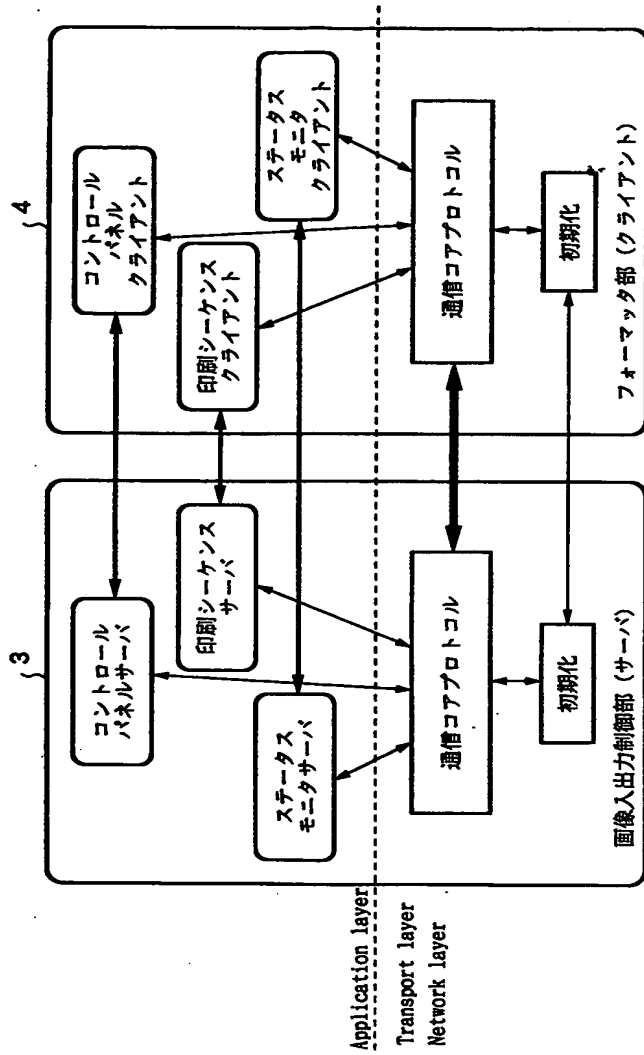 3
コントロール
パネルサーバ
印刷シーケンス
サーバ
ステータス
モニタサーバ
通信コアプロトコル
初期化
画像入出力制御部（サーバ）
4
コントロール
パネル
クライアント
印刷シーケンス
クライアント
ステータス
モニタ
クライアント
通信コアプロトコル
初期化
フォーマッタ部（クライアント）
Application layer
Transport layer
Network layer